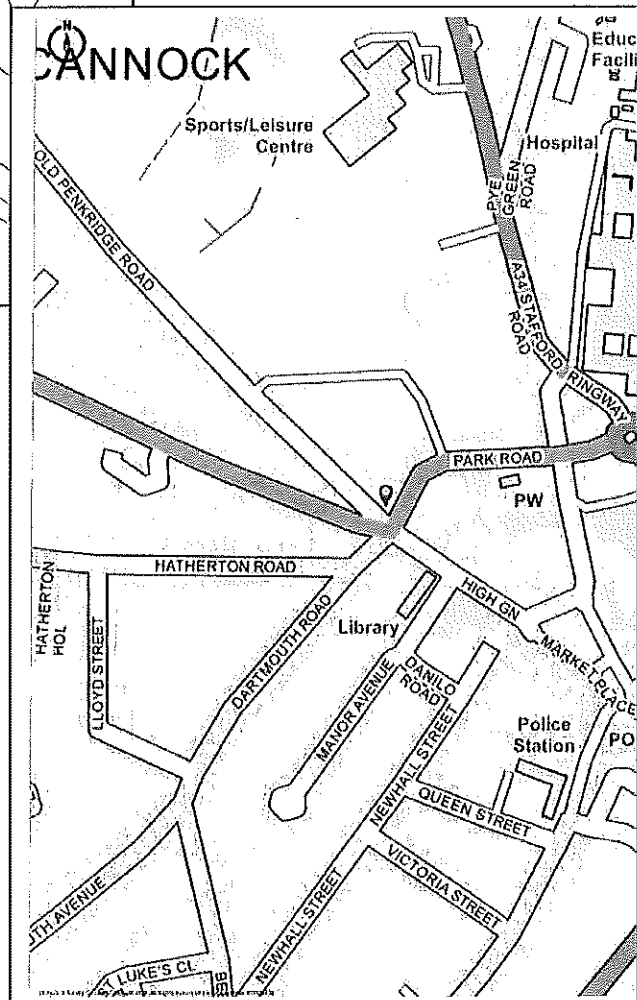 N
CANNOCK
Educ
Facili
Sports/Leisure
Centre
Hospital
OLD PENKRIDGE ROAD
PYE
GREEN
ROAD
A34 STAFFORD
ROAD
RINGWAY
PARK ROAD
PW
HATHERTON ROAD
HATHERTON
HOL
HIGH GN
LLOYD STREET
DARTMOUTH ROAD
Library
MARKET PLACE
MANOR AVENUE
DANILO
ROAD
Police
Station
PO
NEWHALL STREET
QUEEN STREET
VICTORIA STREET
UTH AVENUE
NEWHALL STREET
ST LUKE'S CL